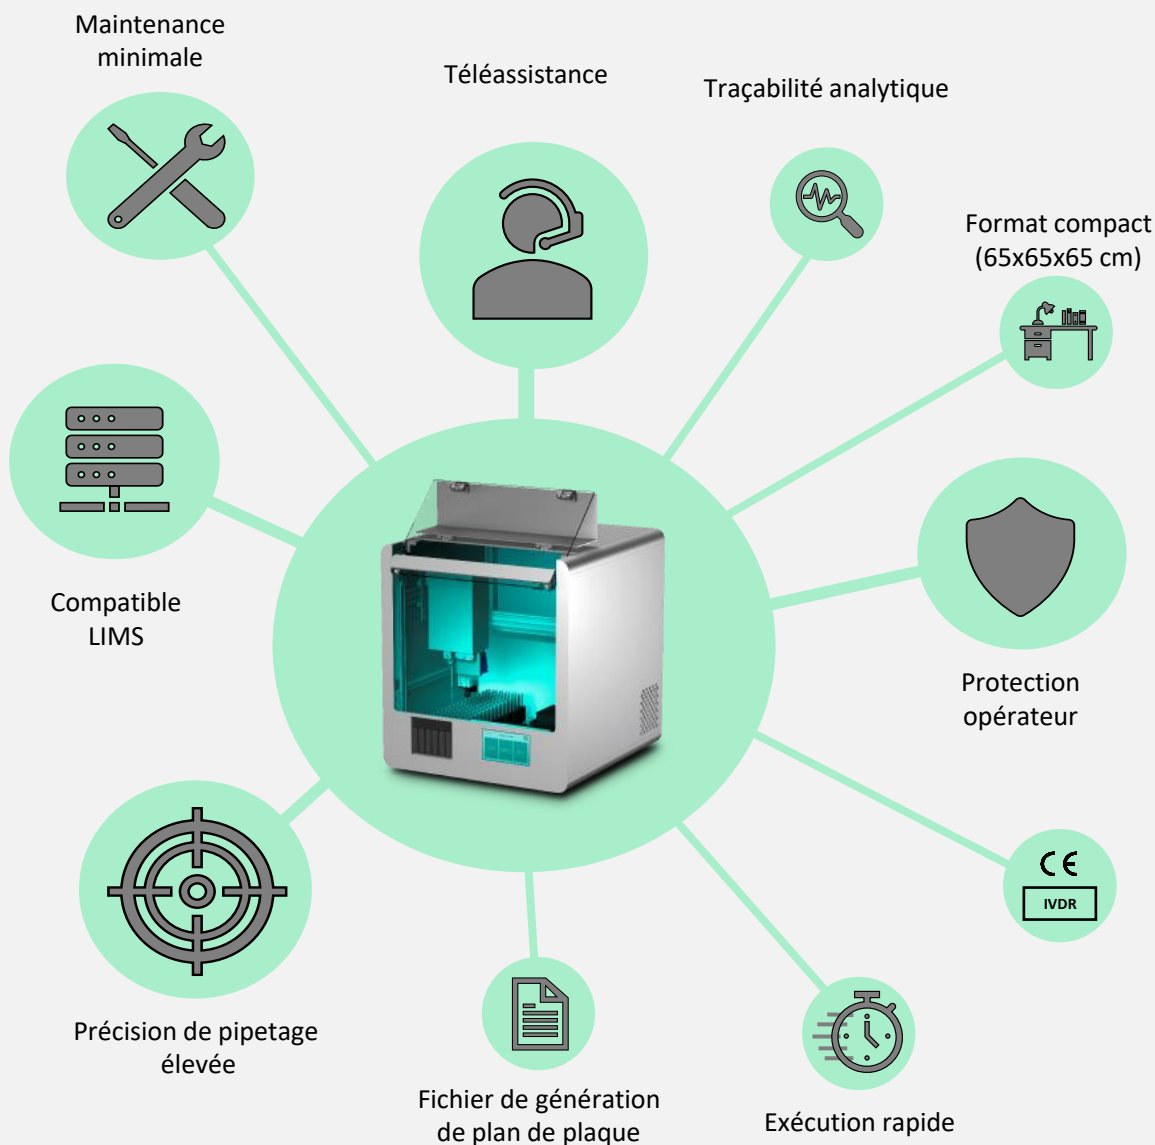 Maintenance
minimale
Téléassistance
Traçabilité analytique
Format compact
(65x65x65 cm)
Compatible
LIMS
Protection
opérateur
CE
IVDR
Précision de pipetage
élevée
Fichier de génération
de plan de plaque
Exécution rapide